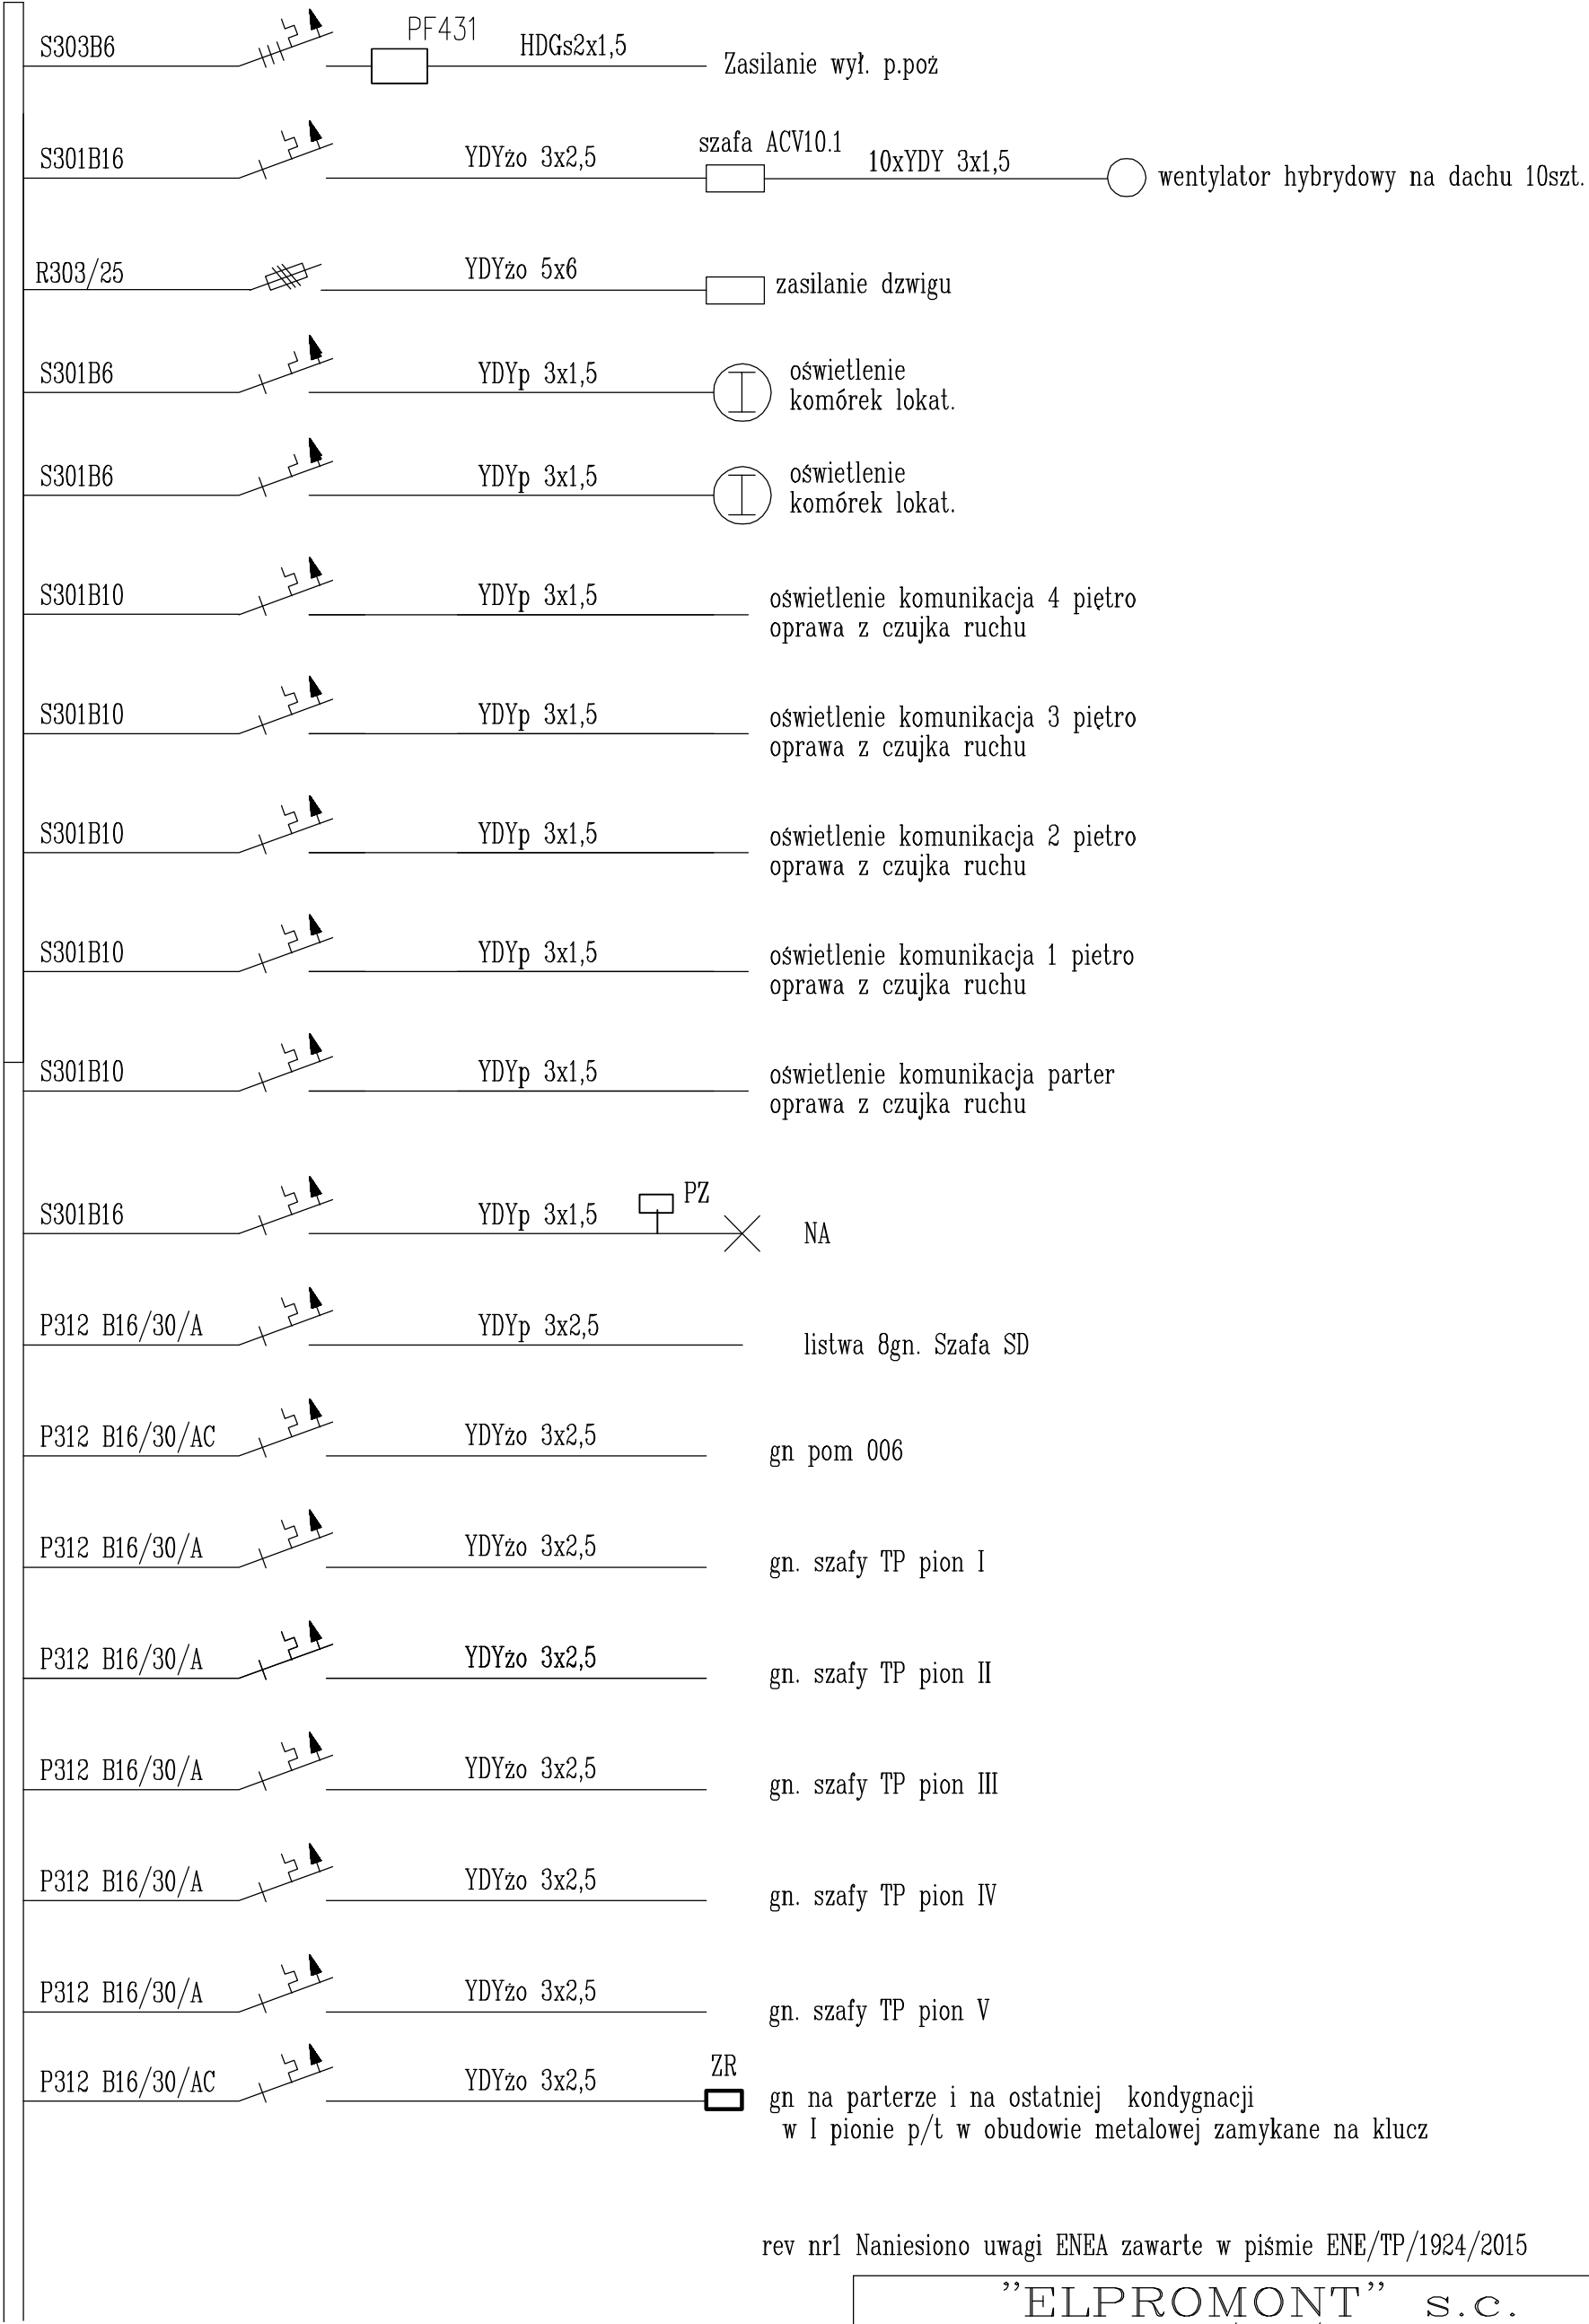 S303B6 PF431 HDGs2x1,5 Zasilanie wył. p.poż
S301B16 YDYżo 3x2,5 szafa ACV10.1 10xYDY 3x1,5 wentylator hybrydowy na dachu 10szt.
R303/25 YDYżo 5x6 zasilanie dzwigu
S301B6 YDYp 3x1,5 oświetlenie
komórek lokat.
S301B6 YDYp 3x1,5 oświetlenie
komórek lokat.
S301B10 YDYp 3x1,5 oświetlenie komunikacja 4 piętro
oprawa z czujka ruchu
S301B10 YDYp 3x1,5 oświetlenie komunikacja 3 piętro
oprawa z czujka ruchu
S301B10 YDYp 3x1,5 oświetlenie komunikacja 2 pietro
oprawa z czujka ruchu
S301B10 YDYp 3x1,5 oświetlenie komunikacja 1 pietro
oprawa z czujka ruchu
S301B10 YDYp 3x1,5 oświetlenie komunikacja parter
oprawa z czujka ruchu
S301B16 YDYp 3x1,5 PZ NA
P312 B16/30/A YDYp 3x2,5 listwa 8gn. Szafa SD
P312 B16/30/AC YDYżo 3x2,5 gn pom 006
P312 B16/30/A YDYżo 3x2,5 gn. szafy TP pion I
P312 B16/30/A YDYżo 3x2,5 gn. szafy TP pion II
P312 B16/30/A YDYżo 3x2,5 gn. szafy TP pion III
P312 B16/30/A YDYżo 3x2,5 gn. szafy TP pion IV
P312 B16/30/A YDYżo 3x2,5 gn. szafy TP pion V
P312 B16/30/AC YDYżo 3x2,5 ZR gn na parterze i na ostatniej kondygnacji
w I pionie p/t w obudowie metalowej zamykane na klucz
rev nr1 Naniesiono uwagi ENEA zawarte w piśmie ENE/TP/1924/2015
"ELPROMONT" s.c.